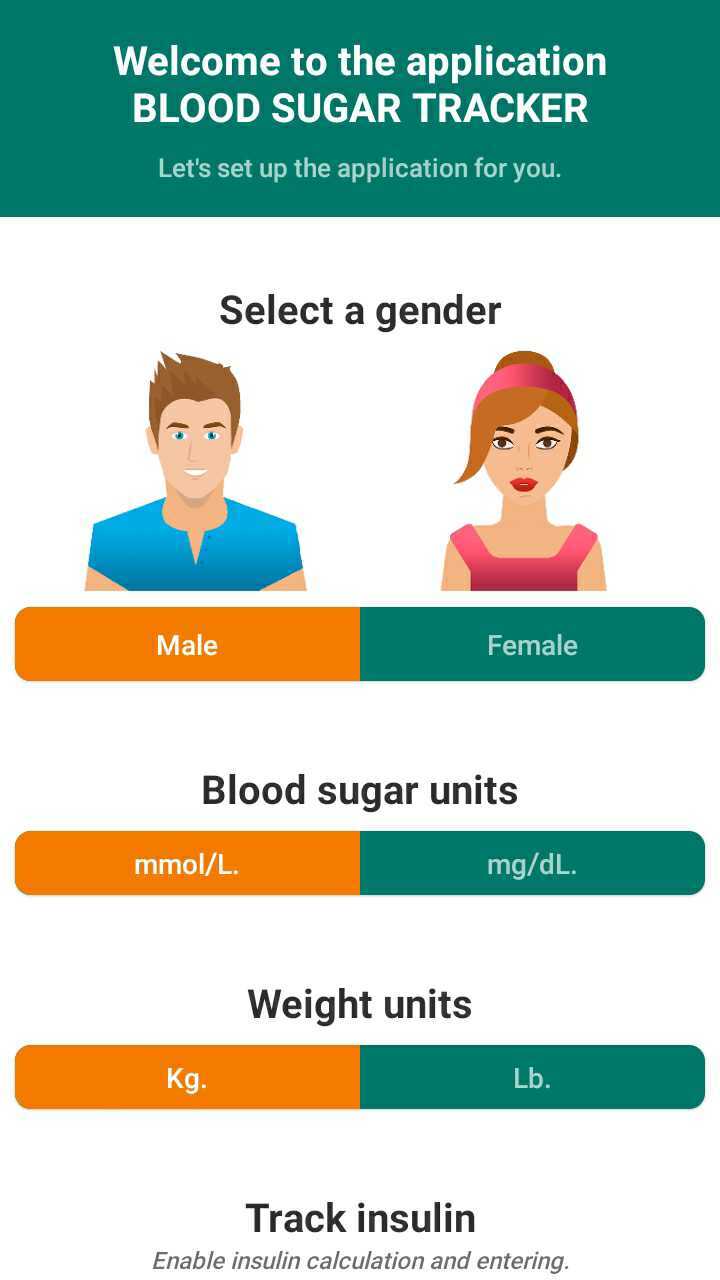 Welcome to the application
BLOOD SUGAR TRACKER
Let's set up the application for you.
Select a gender
Male
Female
Blood sugar units
mmol/L.
mg/dL.
Weight units
Kg.
Lb.
Track insulin
Enable insulin calculation and entering.